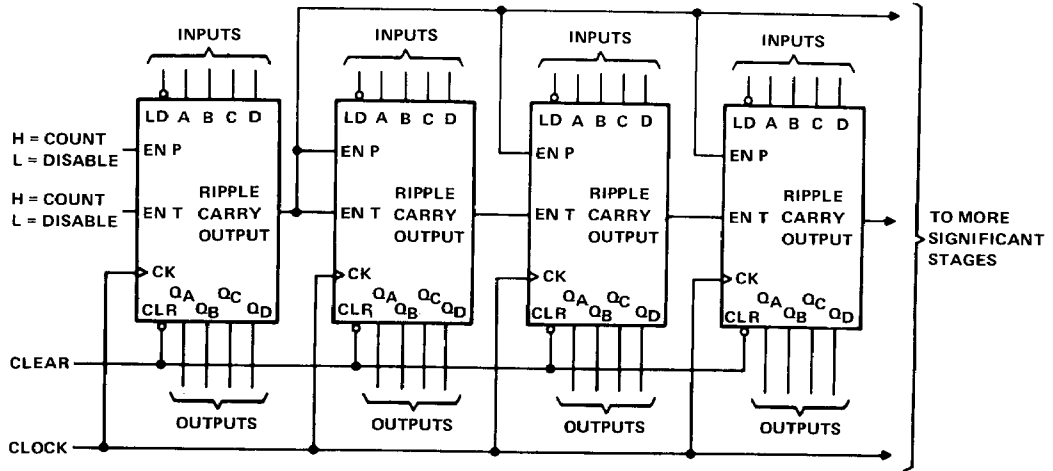 INPUTS INPUTS INPUTS INPUTS
LD A B C D LD A B C D LD A B C D LD A B C D
H = COUNT
L = DISABLE
EN P EN P EN P EN P
H = COUNT
L = DISABLE
EN T RIPPLE CARRY OUTPUT
EN T RIPPLE CARRY OUTPUT
EN T RIPPLE CARRY OUTPUT
EN T RIPPLE CARRY OUTPUT
TO MORE
SIGNIFICANT
STAGES
CK CK CK CK
CLR QA QB QC QD CLR QA QB QC QD CLR QA QB QC QD CLR QA QB QC QD
CLEAR
OUTPUTS OUTPUTS OUTPUTS OUTPUTS
CLOCK